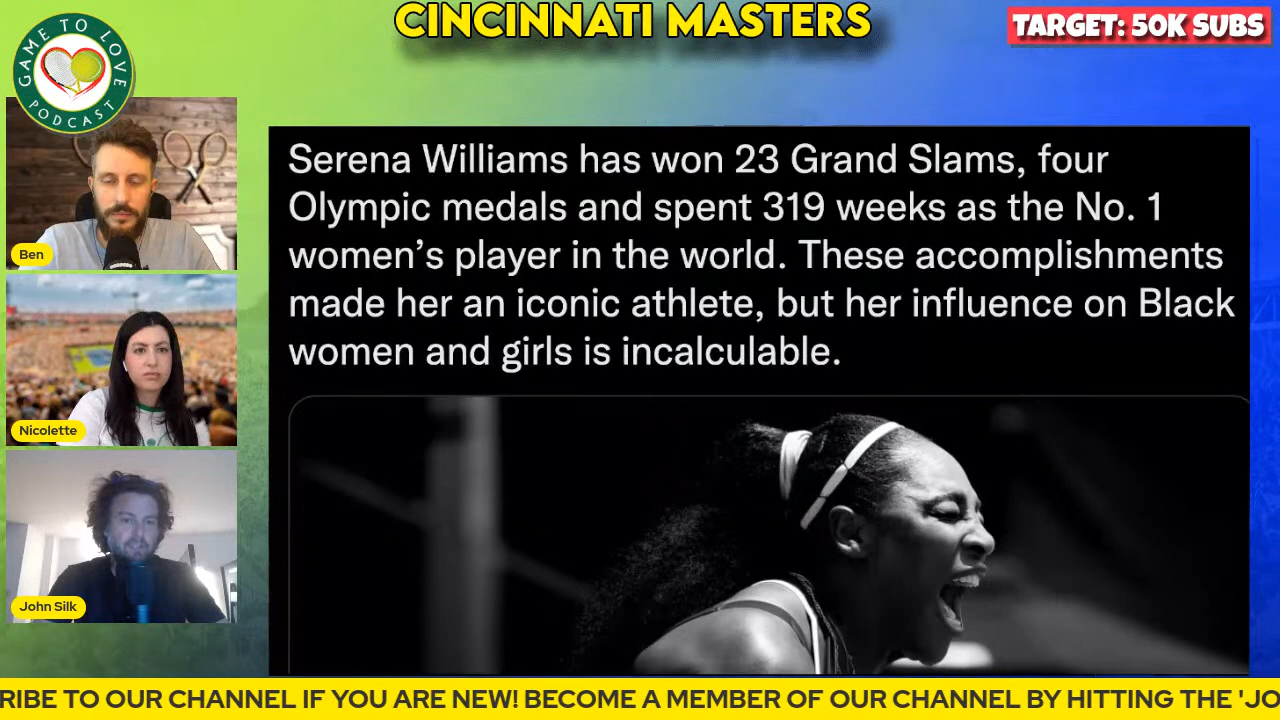 CINCINNATI MASTERS
TARGET: 50K SUBS
GAME TO LOVE
PODCAST
Ben
Nicolette
John Silk
Serena Williams has won 23 Grand Slams, four
Olympic medals and spent 319 weeks as the No. 1
women’s player in the world. These accomplishments
made her an iconic athlete, but her influence on Black
women and girls is incalculable.
RIBE TO OUR CHANNEL IF YOU ARE NEW! BECOME A MEMBER OF OUR CHANNEL BY HITTING THE 'JO